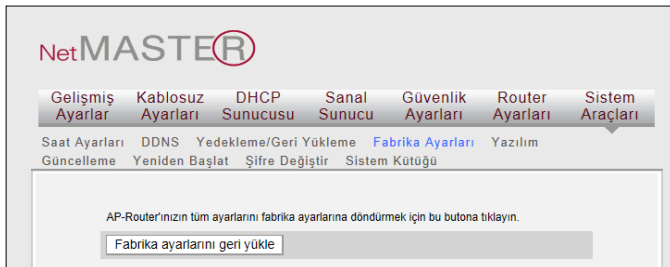 NetMASTER
Gelişmiş Ayarlar
Kablosuz Ayarları
DHCP Sunucusu
Sanal Sunucu
Güvenlik Ayarları
Router Ayarları
Sistem Araçları
Saat Ayarları DDNS Yedekleme/Geri Yükleme Fabrika Ayarları Yazılım
Güncelleme Yeniden Başlat Şifre Değiştir Sistem Kütüğü
AP-Router'ınızın tüm ayarlarını fabrika ayarlarına döndürmek için bu butona tıklayın.
Fabrika ayarlarını geri yükle